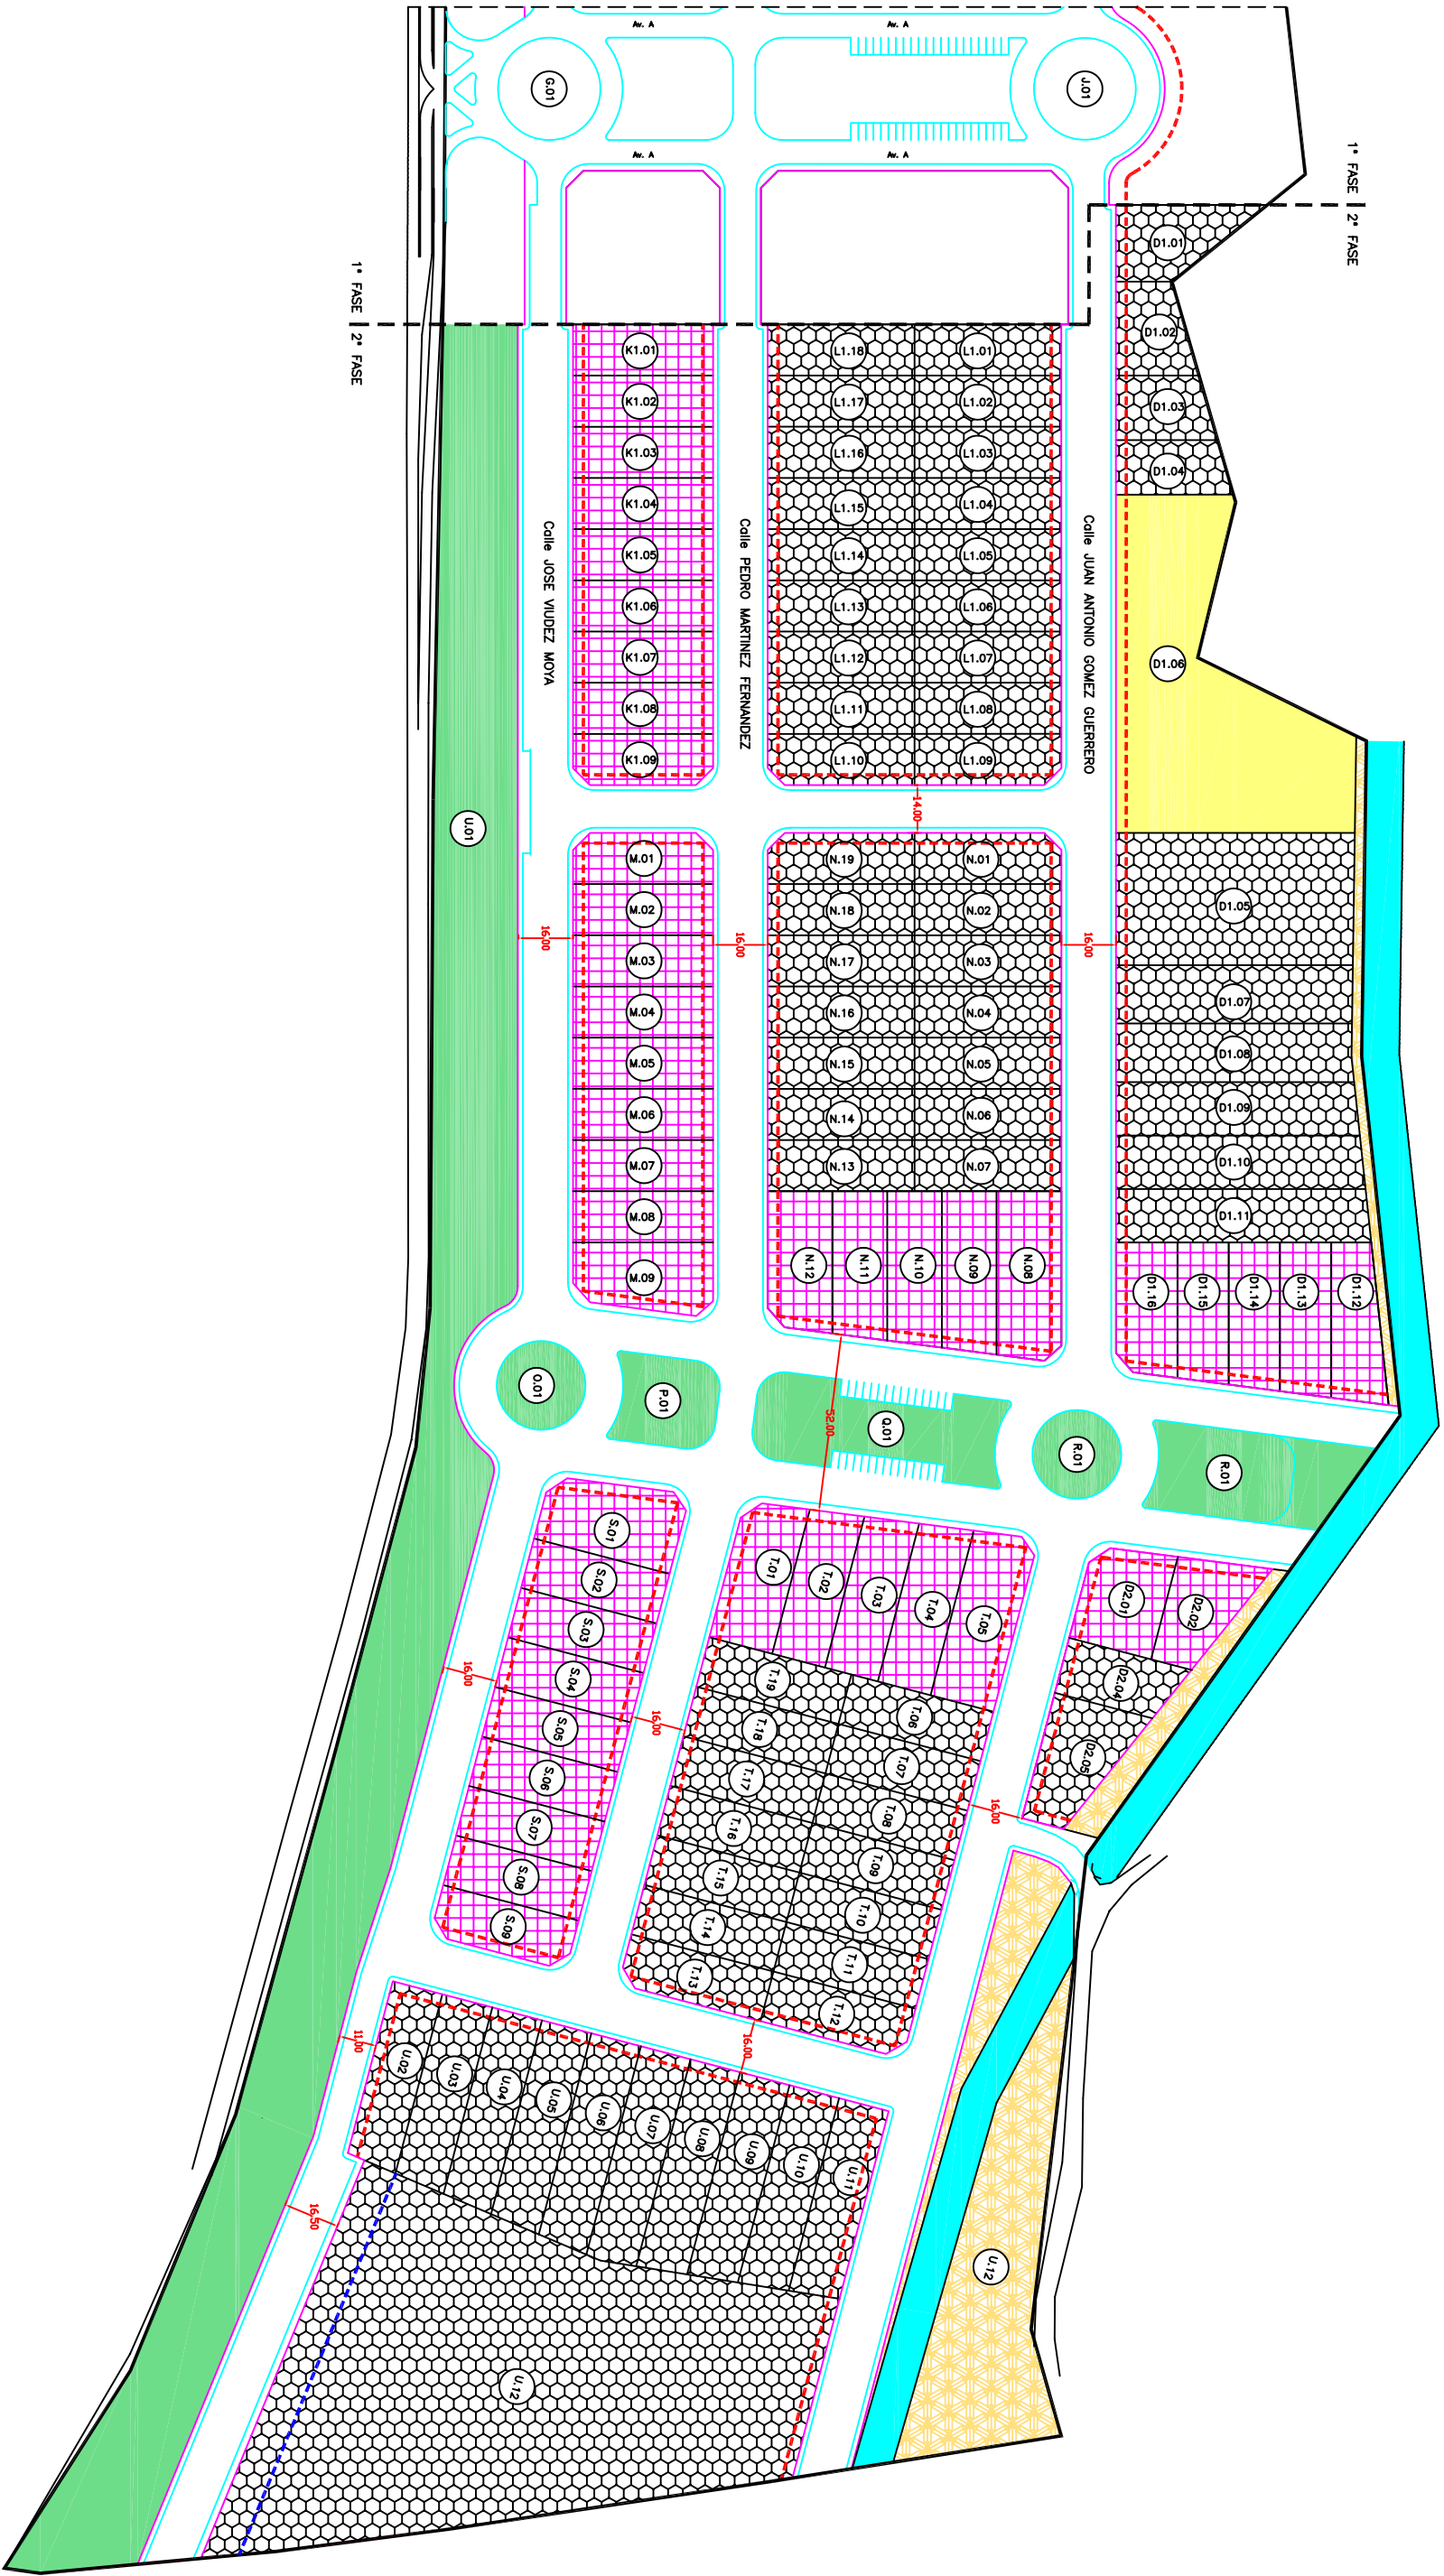 Av. A
Av. A
G.01
J.01
Av. A
Av. A
1ª FASE
2ª FASE
1ª FASE
2ª FASE
D1.01
D1.02
D1.03
D1.04
D1.06
K1.01
L1.18
L1.01
K1.02
L1.17
L1.02
K1.03
L1.16
L1.03
K1.04
L1.15
L1.04
K1.05
L1.14
L1.05
K1.06
L1.13
L1.06
K1.07
L1.12
L1.07
K1.08
L1.11
L1.08
K1.09
L1.10
L1.09
Calle JOSE VIUDEZ MOYA
Calle PEDRO MARTINEZ FERNANDEZ
Calle JUAN ANTONIO GOMEZ GUERRERO
14.00
U.01
M.01
N.19
N.01
M.02
N.18
N.02
D1.05
16.00
16.00
16.00
M.03
N.17
N.03
D1.07
M.04
N.16
N.04
D1.08
M.05
N.15
N.05
D1.09
M.06
N.14
N.06
D1.10
M.07
N.13
N.07
D1.11
M.08
M.09
N.12
N.11
N.10
N.09
N.08
D1.16
D1.15
D1.14
D1.13
D1.12
O.01
P.01
52.00
Q.01
R.01
R.01
S.01
S.02
S.03
S.04
S.05
S.06
S.07
S.08
S.09
T.01
T.02
T.03
T.04
T.05
D2.01
D2.02
D2.04
D2.05
T.19
T.06
T.18
T.07
T.17
T.08
T.16
T.09
T.15
T.10
T.14
T.11
T.13
T.12
16.00
16.00
16.00
11.00
16.00
U.02
U.03
U.04
U.05
U.06
U.07
U.08
U.09
U.10
U.11
16.50
U.12
U.12